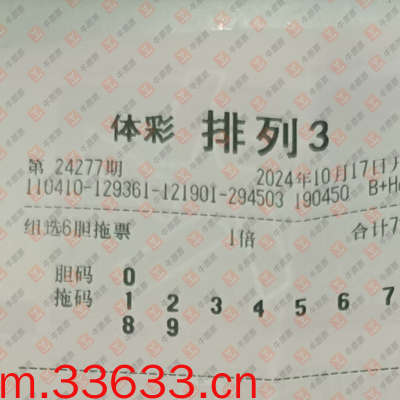 体彩 排列3
第 24277期 2024年10月17日
110410-129361-121901-294503 190450 B+H
组选6胆拖票 1倍 合计7
胆码 0
拖码 1 2 3 4 5 6 7
8 9
m.33633.cn